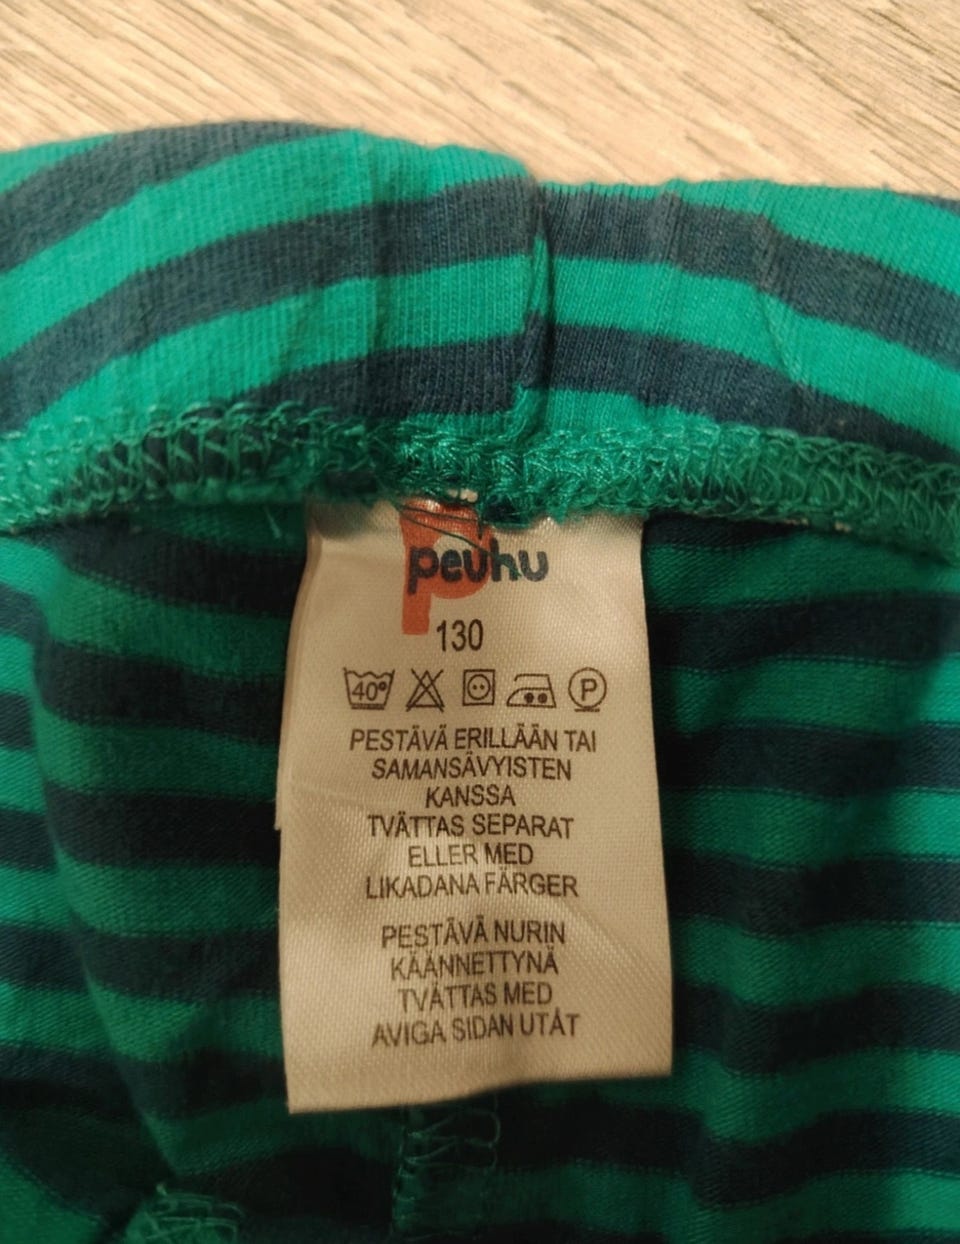 peuhu
130
40°
P
PESTÄVÄ ERILLÄÄN TAI
SAMANSÄVYISTEN
KANSSA
TVÄTTAS SEPARAT
ELLER MED
LIKADANA FÄRGER
PESTÄVÄ NURIN
KÄÄNNETTYNÄ
TVÄTTAS MED
AVIGA SIDAN UTÅT